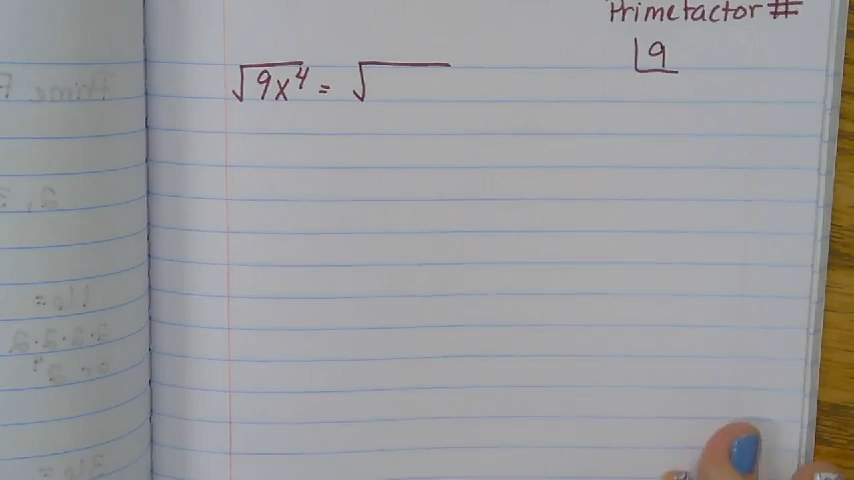 Prime factor #
9
√9x⁴ = √